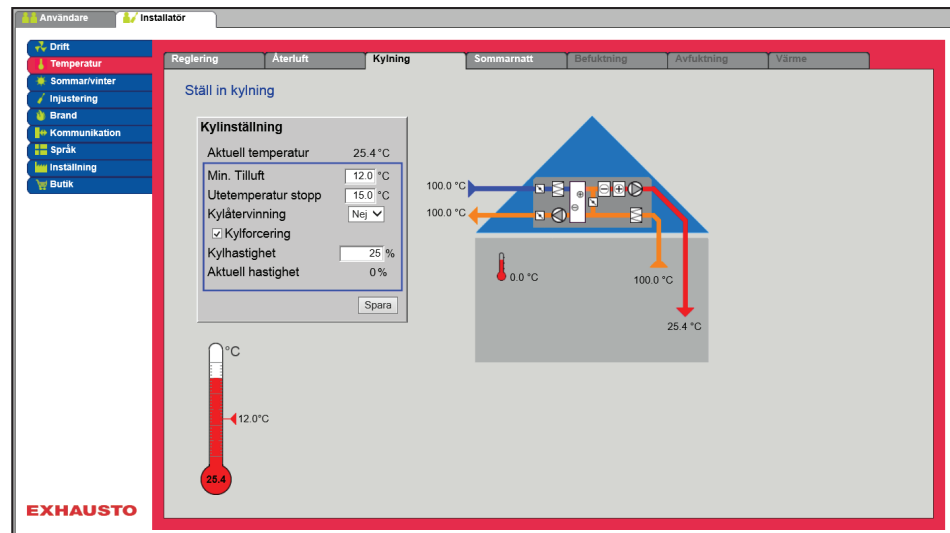 Användare
Installatör
Drift
Temperatur
Sommar/vinter
Injustering
Brand
Kommunikation
Språk
Inställning
Butik
EXHAUSTO
Reglering
Återluft
Kylning
Sommarnatt
Befuktning
Avfuktning
Värme
Ställ in kylning
Kylinställning
Aktuell temperatur 25.4°C
Min. Tilluft 12.0 °C
Utetemperatur stopp 15.0 °C
Kylåtervinning Nej
Kylforcering
Kylhastighet 25 %
Aktuell hastighet 0%
Spara
°C
12.0°C
25.4
100.0 °C
100.0 °C
0.0 °C
100.0 °C
25.4 °C